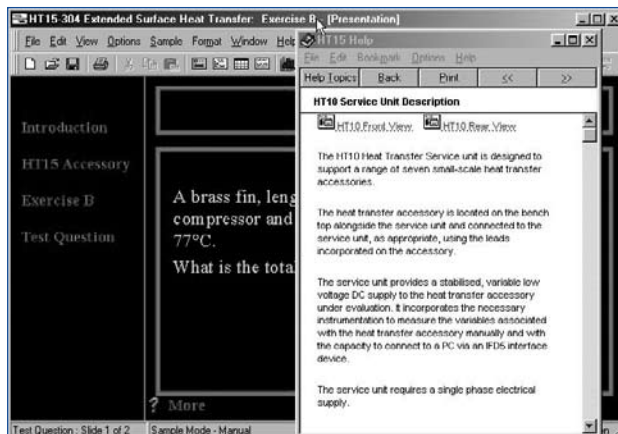 HT15-304 Extended Surface Heat Transfer: Exercise B - [Presentation]
File Edit View Options Sample Format Window Help
Introduction
HT15 Accessory
Exercise B
Test Question
A brass fin, leng
compressor and
77°C.
What is the tota
? More
Test Question : Slide 1 of 2 Sample Mode - Manual
HT15 Help
File Edit Bookmark Options Help
Help Topics Back Print << >>
HT10 Service Unit Description
HT10 Front View HT10 Rear View
The HT10 Heat Transfer Service unit is designed to
support a range of seven small-scale heat transfer
accessories.
The heat transfer accessory is located on the bench
top alongside the service unit and connected to the
service unit, as appropriate, using the leads
incorporated on the accessory.
The service unit provides a stabilised, variable low
voltage DC supply to the heat transfer accessory
under evaluation. It incorporates the necessary
instrumentation to measure the variables associated
with the heat transfer accessory manually and with
the capacity to connect to a PC via an IFD5 interface
device.
The service unit requires a single phase electrical
supply.